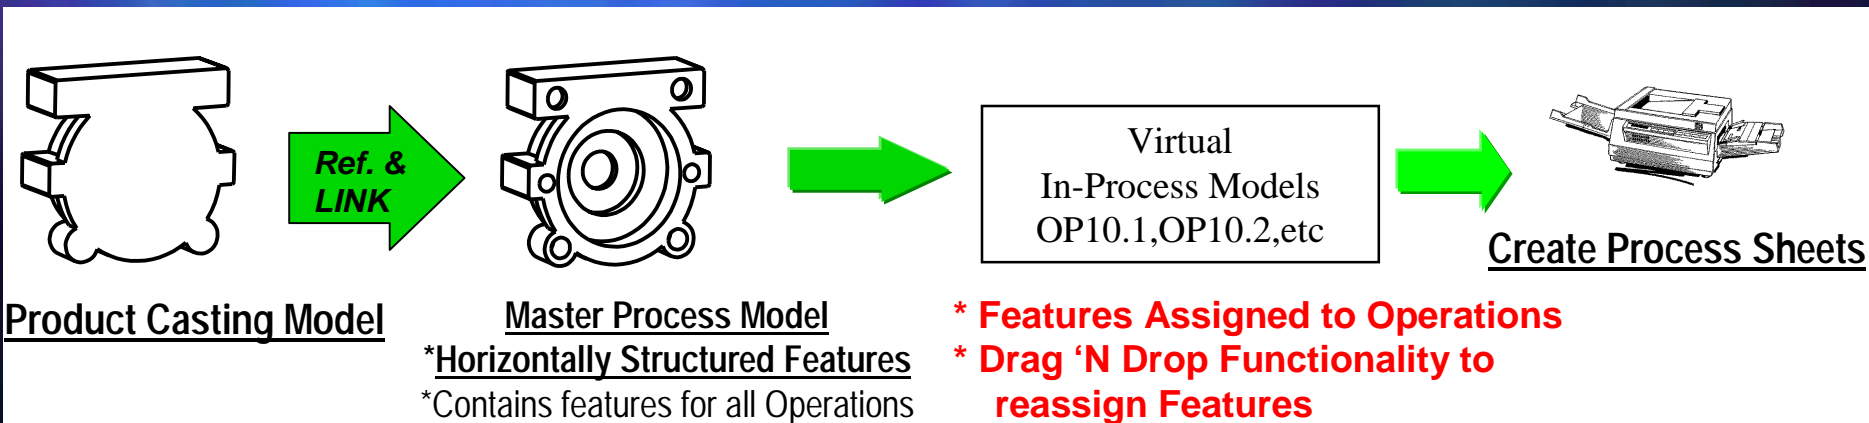 Ref. &
LINK
Virtual
In-Process Models
OP10.1,OP10.2,etc
Create Process Sheets
Product Casting Model
Master Process Model
*Horizontally Structured Features
*Contains features for all Operations
* Features Assigned to Operations
* Drag ‘N Drop Functionality to
reassign Features